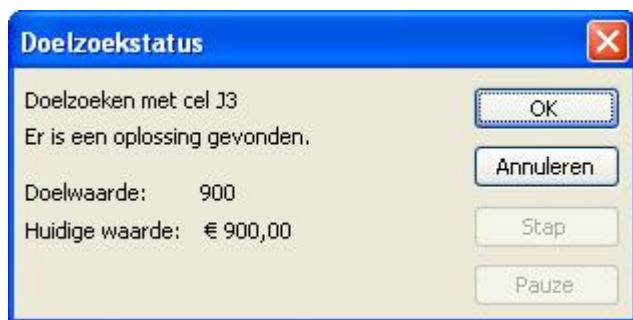 Doelzoekstatus
Doelzoeken met cel J3
Er is een oplossing gevonden.
Doelwaarde: 900
Huidige waarde: € 900,00
OK
Annuleren
Stap
Pauze